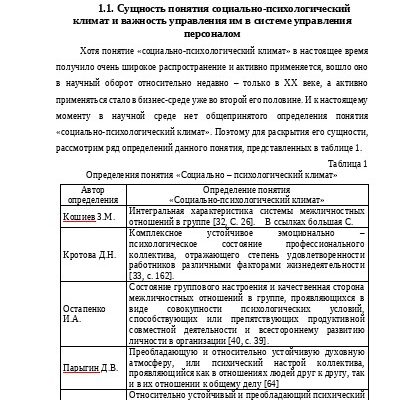 1.1. Сущность понятия социально-психологический
климат и важность управления им в системе управления
персоналом
Хотя понятие «социально-психологический климат» в настоящее время
получило очень широкое распространение и активно применяется, вошло оно
в научный оборот относительно недавно – только в XX веке, а активно
применяться стало в бизнес-среде уже во второй его половине. И к настоящему
моменту в научной среде нет общепринятого определения понятия
«социально-психологический климат». Поэтому для раскрытия его сущности,
рассмотрим ряд определений данного понятия, представленных в таблице 1.
Таблица 1
Определения понятия «Социально – психологический климат»
Автор
определения
Определение понятия
«Социально-психологический климат»
Кошиев З.М.
Интегральная характеристика системы межличностных
отношений в группе [32, С. 26]. В ссылках большая С.
Кротова Д.Н.
Комплексное устойчивое эмоционально –
психологическое состояние профессионального
коллектива, отражающего степень удовлетворенности
работников различными факторами жизнедеятельности
[33, с. 162].
Остапенко
И.А.
Состояние группового настроения и качественная сторона
межличностных отношений в группе, проявляющихся в
виде совокупности психологических условий,
способствующих или препятствующих продуктивной
совместной деятельности и всестороннему развитию
личности в организации [40, с. 39].
Парыгин Д.В.
Преобладающую и относительно устойчивую духовную
атмосферу, или психический настрой коллектива,
проявляющийся как в отношениях людей друг к другу, так
и в их отношении к общему делу [64]
Относительно устойчивый и преобладающий психический